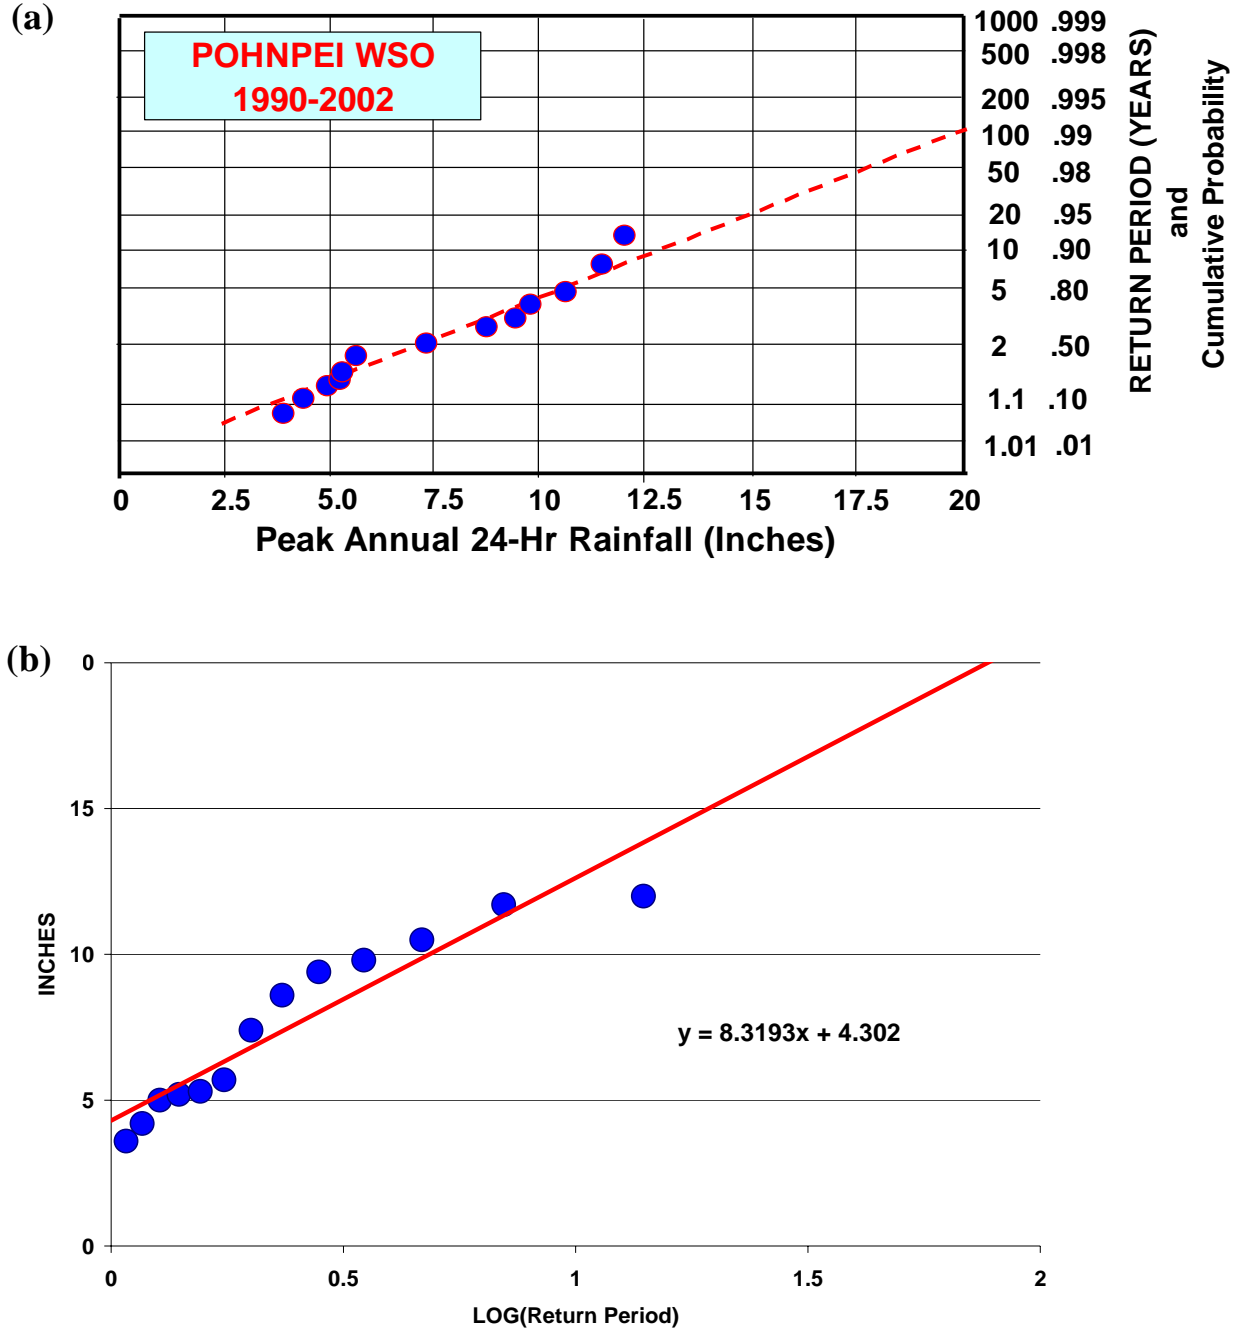 (a)
POHNPEI WSO
1990-2002
1000 .999
500 .998
200 .995
100 .99
50 .98
20 .95
10 .90
5 .80
2 .50
1.1 .10
1.01 .01
RETURN PERIOD (YEARS)
and
Cumulative Probability
0 2.5 5.0 7.5 10 12.5 15 17.5 20
Peak Annual 24-Hr Rainfall (Inches)
(b)
0
15
10
5
0
INCHES
y = 8.3193x + 4.302
0 0.5 1 1.5 2
LOG(Return Period)